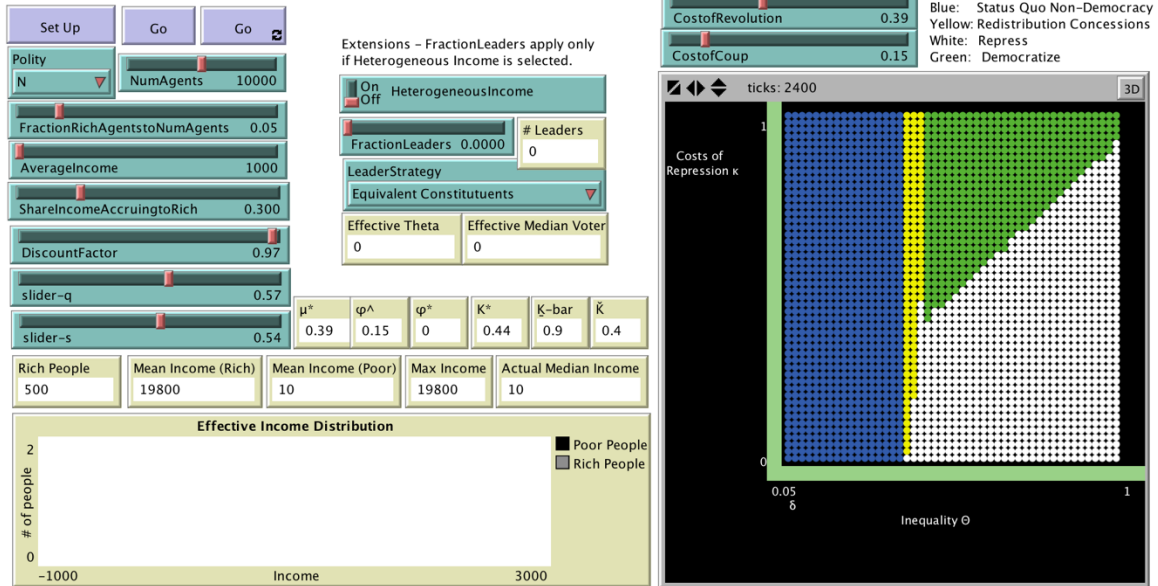 Set Up
Go
Go
Polity
N
NumAgents 10000
FractionRichAgentstoNumAgents 0.05
AverageIncome 1000
ShareIncomeAccruingtoRich 0.300
DiscountFactor 0.97
slider-q 0.57
slider-s 0.54
Extensions - FractionLeaders apply only
if Heterogeneous Income is selected.
On
Off
HeterogeneousIncome
FractionLeaders 0.0000
# Leaders
0
LeaderStrategy
Equivalent Constitutuents
Effective Theta
0
Effective Median Voter
0
μ*
0.39
φ^
0.15
φ*
0
K*
0.44
Ḵ-bar
0.9
Ǩ
0.4
Rich People
500
Mean Income (Rich)
19800
Mean Income (Poor)
10
Max Income
19800
Actual Median Income
10
Effective Income Distribution
2
# of people
0
-1000
Income
3000
Poor People
Rich People
CostofRevolution 0.39
CostofCoup 0.15
Blue: Status Quo Non-Democracy
Yellow: Redistribution Concessions
White: Repress
Green: Democratize
ticks: 2400
3D
1
Costs of
Repression κ
0
0.05
δ
1
Inequality Θ